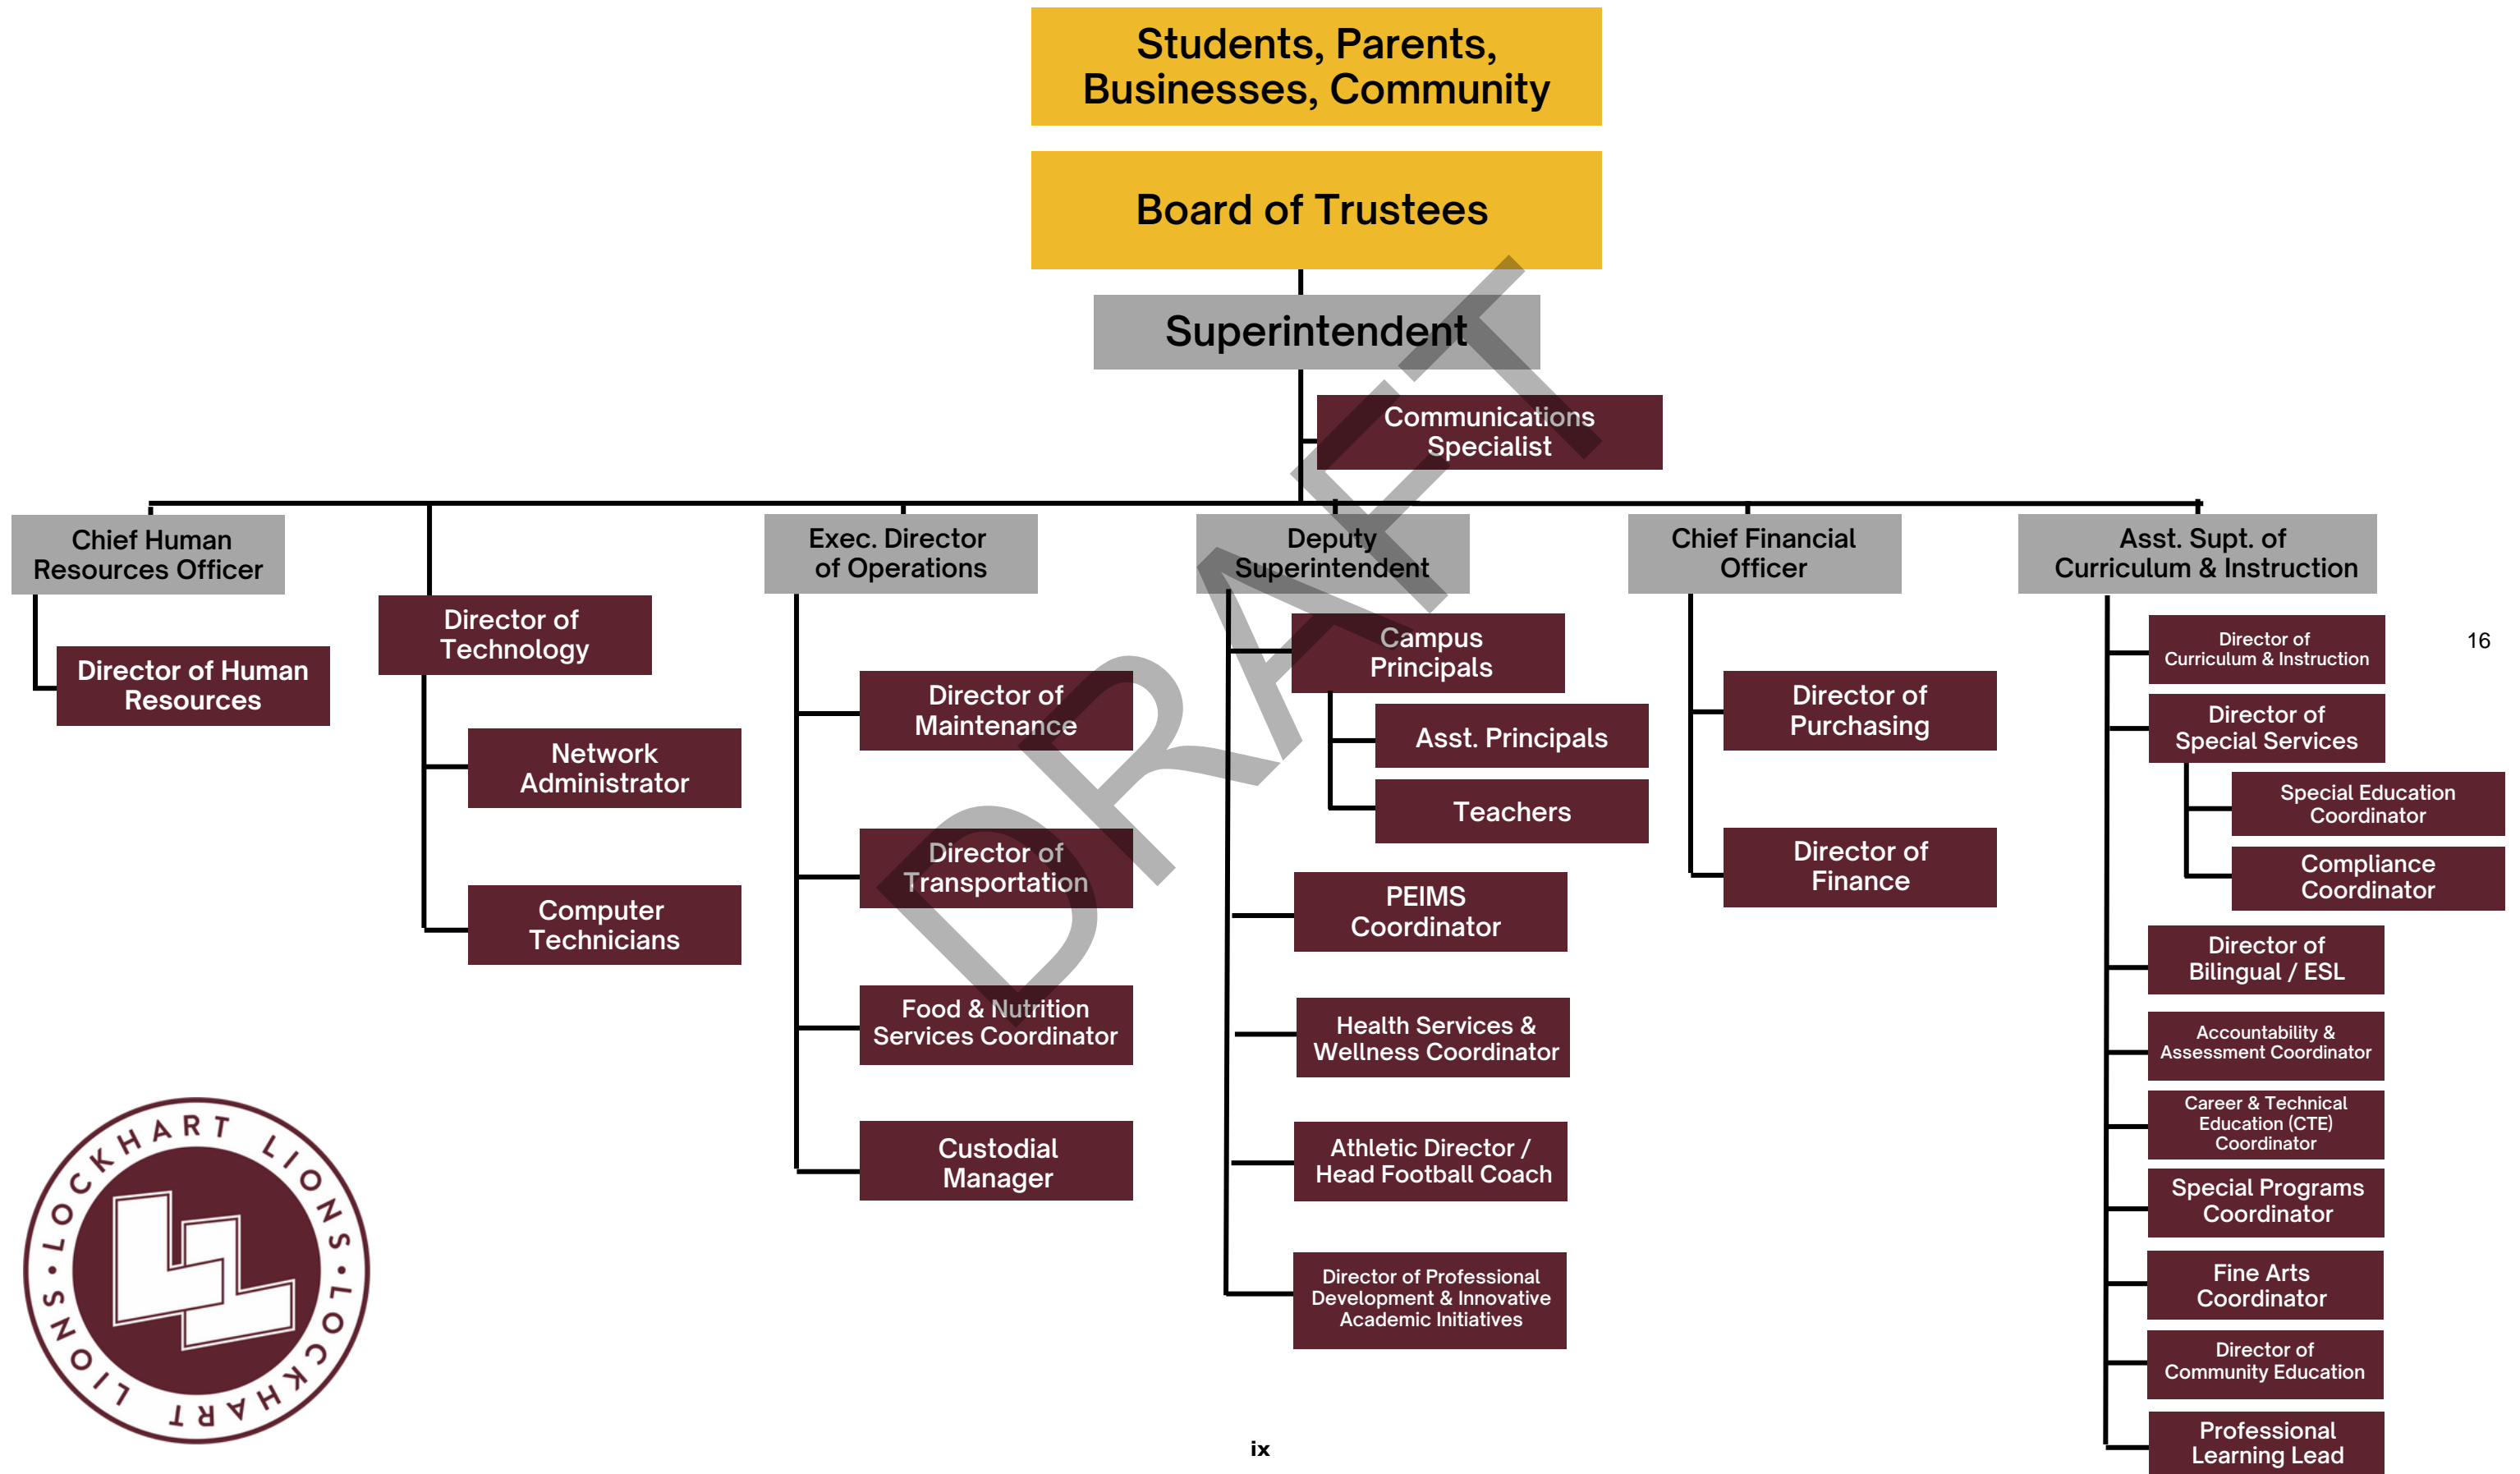 Students, Parents,
Businesses, Community
Board of Trustees
Superintendent
Communications
Specialist
Chief Human
Resources Officer
Director of Human
Resources
Director of
Technology
Network
Administrator
Computer
Technicians
Exec. Director
of Operations
Director of
Maintenance
Director of
Transportation
Food & Nutrition
Services Coordinator
Custodial
Manager
Deputy
Superintendent
Campus
Principals
Asst. Principals
Teachers
PEIMS
Coordinator
Health Services &
Wellness Coordinator
Athletic Director /
Head Football Coach
Director of Professional
Development & Innovative
Academic Initiatives
Chief Financial
Officer
Director of
Purchasing
Director of
Finance
Asst. Supt. of
Curriculum & Instruction
Director of
Curriculum & Instruction
Director of
Special Services
Special Education
Coordinator
Compliance
Coordinator
Director of
Bilingual / ESL
Accountability &
Assessment Coordinator
Career & Technical
Education (CTE)
Coordinator
Special Programs
Coordinator
Fine Arts
Coordinator
Director of
Community Education
Professional
Learning Lead
16
DRAFT
LOCKHART LIONS • LOCKHART LIONS •
LL
ix